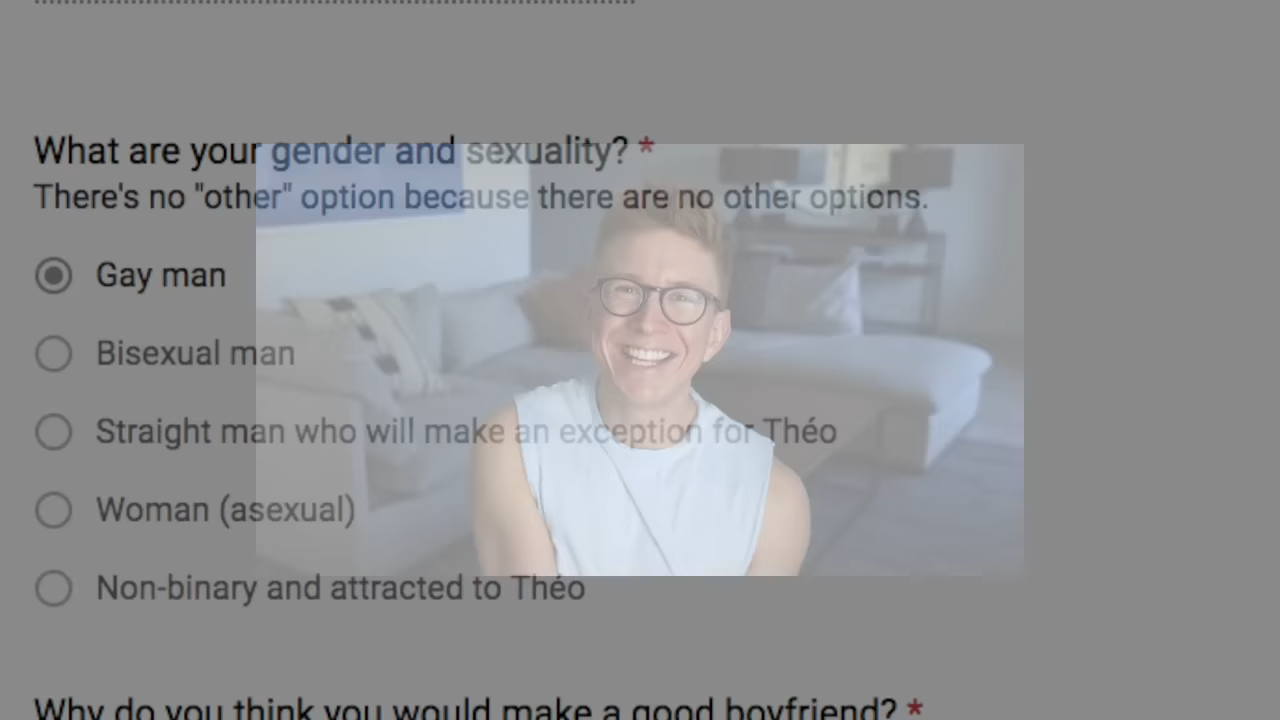 What are your gender and sexuality? *
There's no "other" option because there are no other options.
Gay man
Bisexual man
Straight man who will make an exception for Théo
Woman (asexual)
Non-binary and attracted to Théo
Why do you think you would make a good boyfriend? *